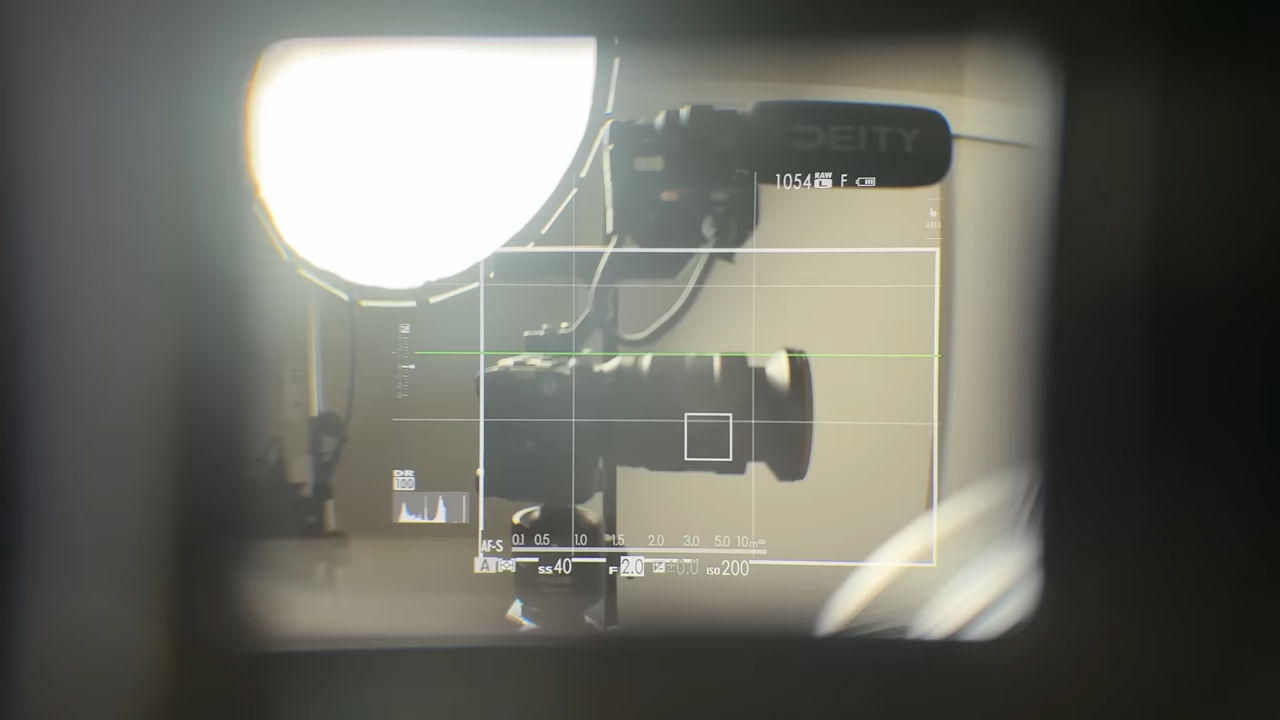 DEITY
1054 RAW L F
AREA
DR
100
0.1 0.5 1.0 1.5 2.0 3.0 5.0 10 m ∞
AF-S
A SS 40 F 2.0 ±0.0 ISO 200